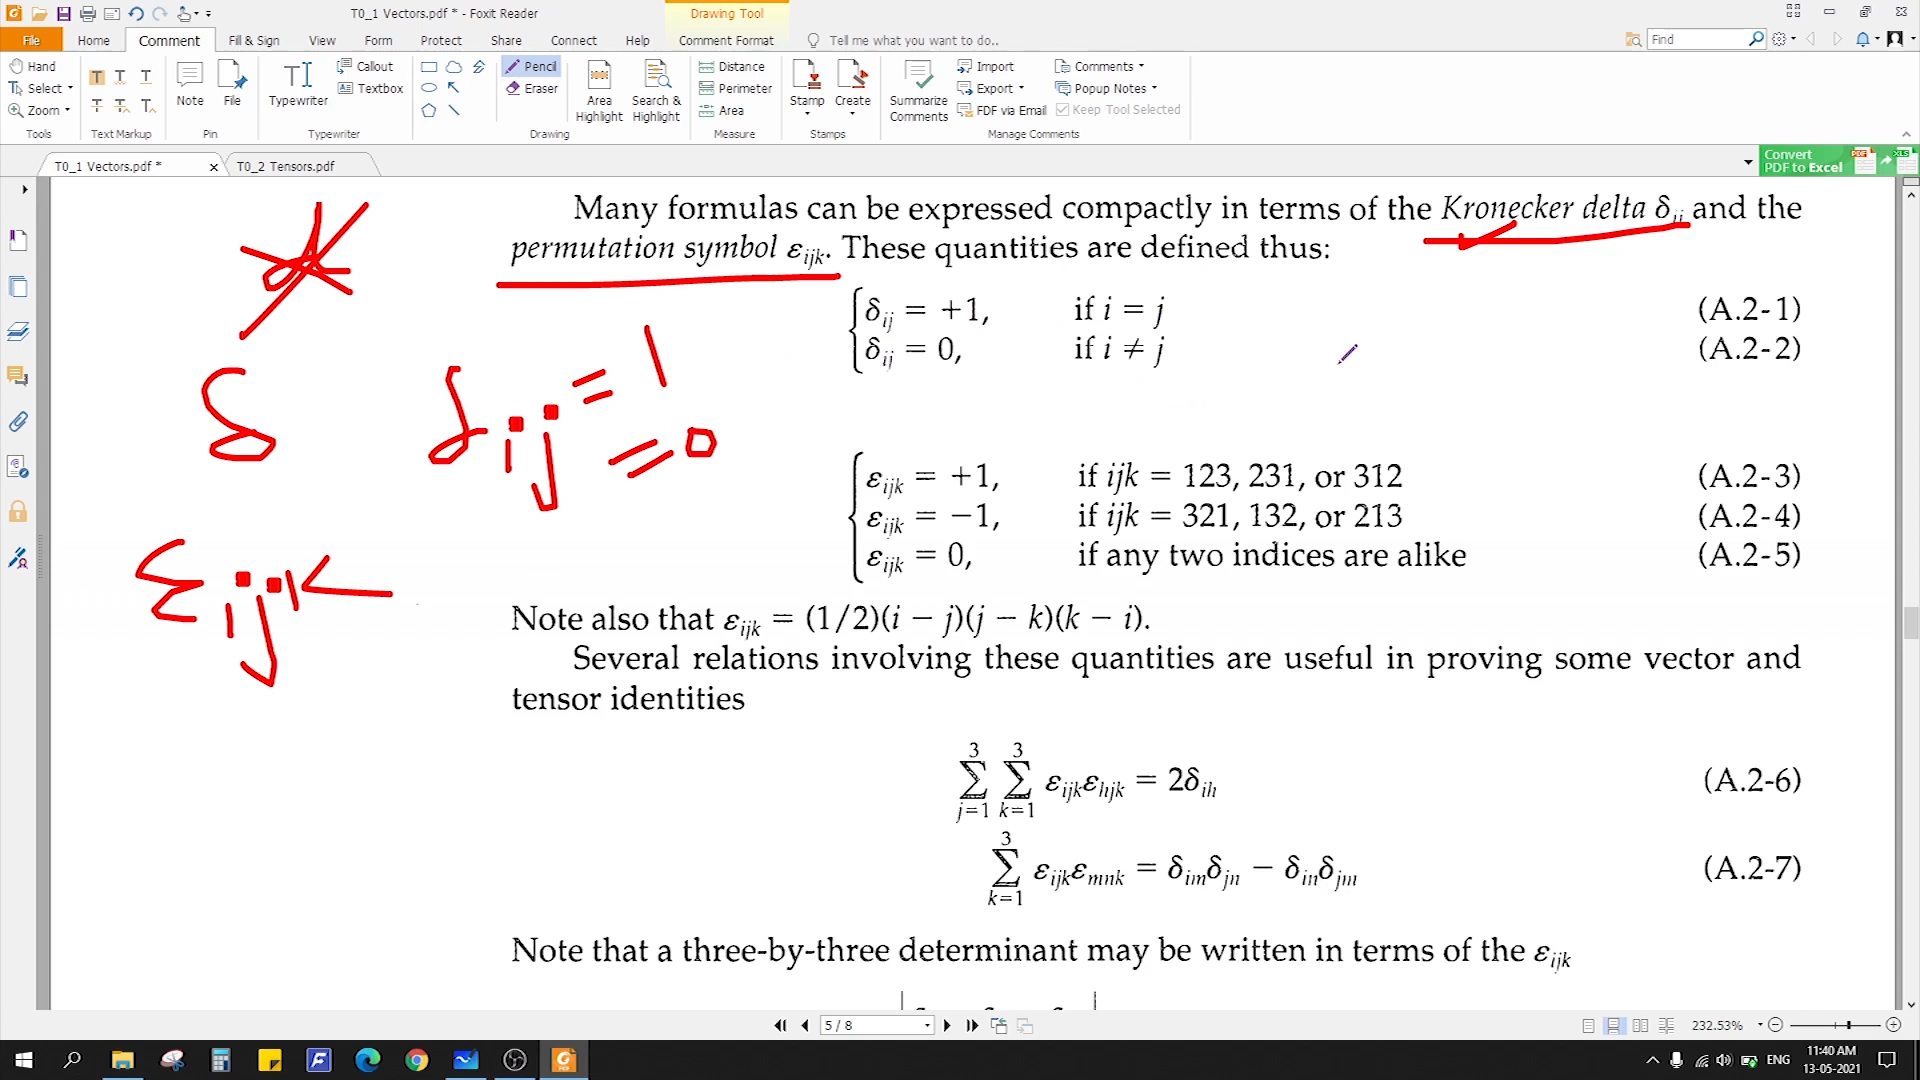 T0_1 Vectors.pdf * - Foxit Reader
Drawing Tool
File Home Comment Fill & Sign View Form Protect Share Connect Help Comment Format Tell me what you want to do.. Find
Hand
Select
Zoom
Tools
T T T
T T T
Text Markup
Note File
Pin
Typewriter
Callout
Textbox
Typewriter
Pencil
Eraser
Area Highlight
Search & Highlight
Drawing
Distance
Perimeter
Area
Measure
Stamp Create
Stamps
Summarize Comments
Import
Export
FDF via Email
Comments
Popup Notes
Keep Tool Selected
Manage Comments
T0_1 Vectors.pdf * x T0_2 Tensors.pdf
Convert
PDF to Excel
Many formulas can be expressed compactly in terms of the Kronecker delta δij and the
permutation symbol εijk. These quantities are defined thus:
δij = +1, if i = j (A.2-1)
δij = 0, if i ≠ j (A.2-2)
δ δij = 1
= 0
εijk = +1, if ijk = 123, 231, or 312 (A.2-3)
εijk = −1, if ijk = 321, 132, or 213 (A.2-4)
εijk = 0, if any two indices are alike (A.2-5)
εijk
Note also that εijk = (1/2)(i − j)(j − k)(k − i).
Several relations involving these quantities are useful in proving some vector and
tensor identities
3 3
∑ ∑ εijkεhjk = 2δih (A.2-6)
j=1 k=1
3
∑ εijkεmnk = δimδjn − δinδjm (A.2-7)
k=1
Note that a three-by-three determinant may be written in terms of the εijk
5 / 8
232.53%
ENG
11:40 AM
13-05-2021